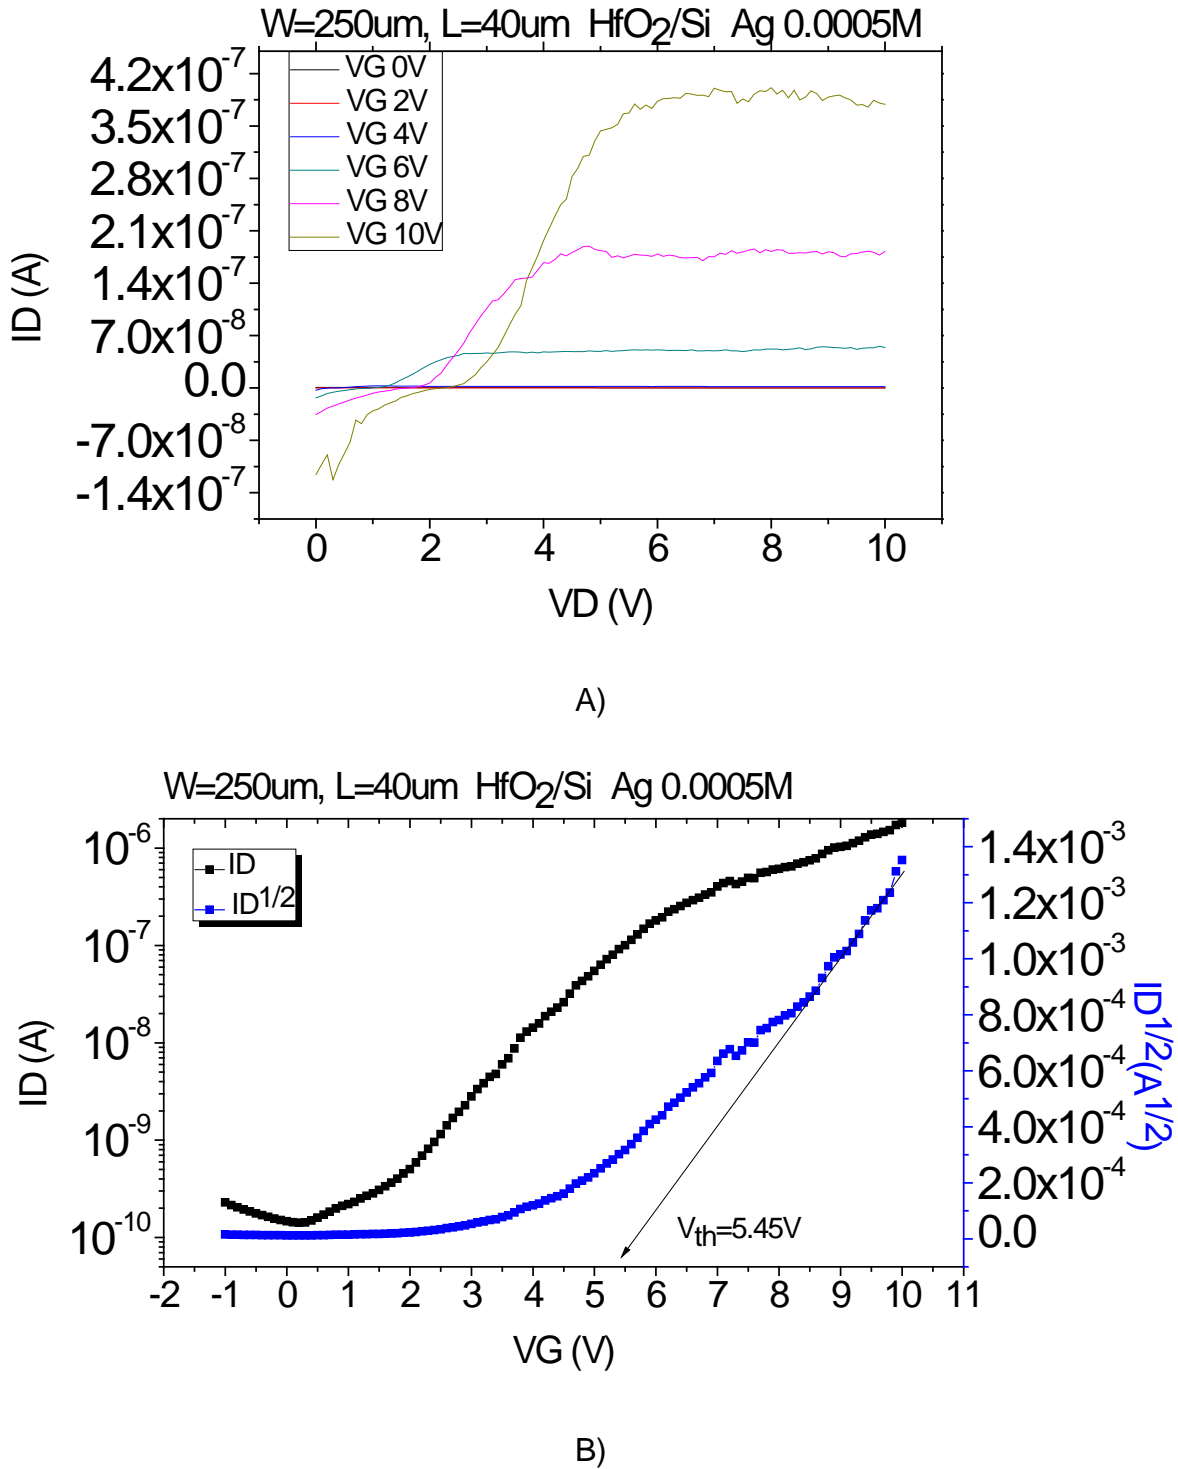 W=250um, L=40um HfO2/Si Ag 0.0005M
VG 0V
VG 2V
VG 4V
VG 6V
VG 8V
VG 10V
4.2x10^-7
3.5x10^-7
2.8x10^-7
2.1x10^-7
1.4x10^-7
7.0x10^-8
0.0
-7.0x10^-8
-1.4x10^-7
ID (A)
0 2 4 6 8 10
VD (V)
A)
W=250um, L=40um HfO2/Si Ag 0.0005M
ID
ID^1/2
10^-6
10^-7
10^-8
10^-9
10^-10
ID (A)
1.4x10^-3
1.2x10^-3
1.0x10^-3
8.0x10^-4
6.0x10^-4
4.0x10^-4
2.0x10^-4
0.0
ID^1/2(A^1/2)
Vth=5.45V
-2 -1 0 1 2 3 4 5 6 7 8 9 10 11
VG (V)
B)